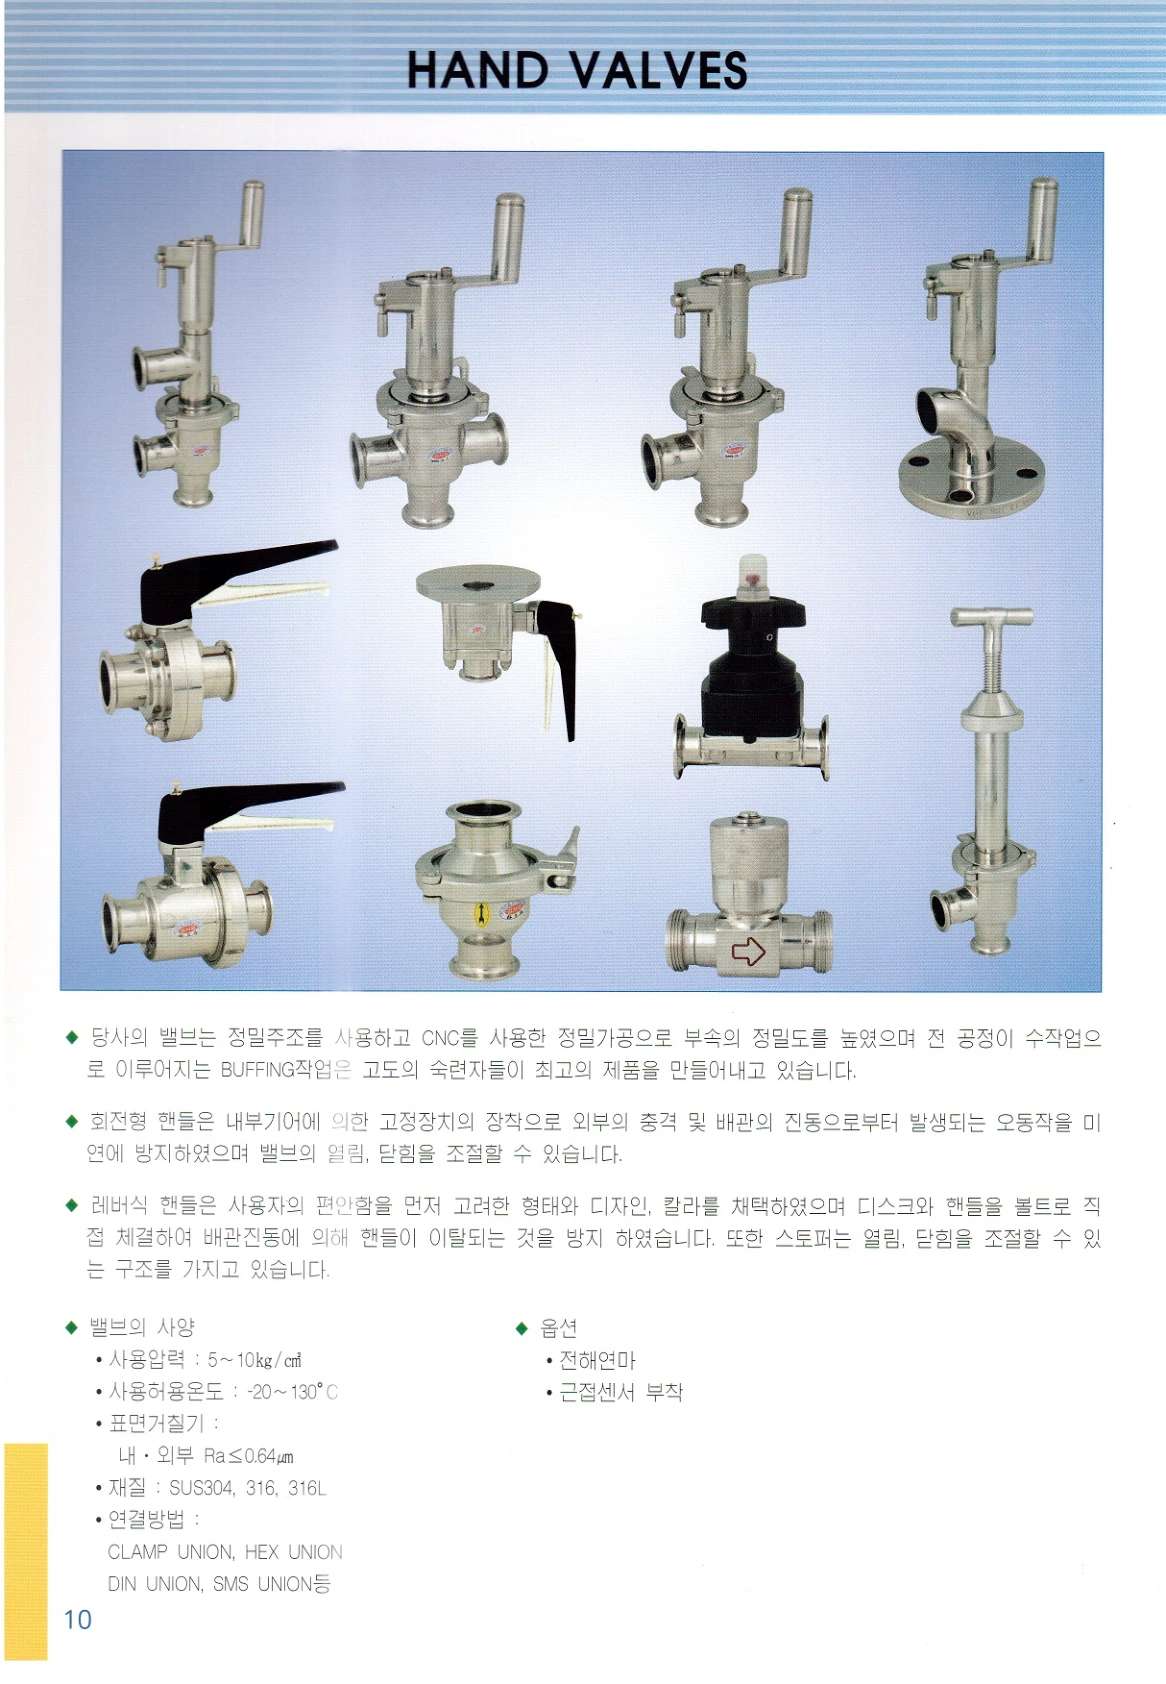 HAND VALVES
◆ 당사의 밸브는 정밀주조를 사용하고 CNC를 사용한 정밀가공으로 부속의 정밀도를 높였으며 전 공정이 수작업으
로 이루어지는 BUFFING작업은 고도의 숙련자들이 최고의 제품을 만들어내고 있습니다.
◆ 회전형 핸들은 내부기어에 의한 고정장치의 장착으로 외부의 충격 및 배관의 진동으로부터 발생되는 오동작을 미
연에 방지하였으며 밸브의 열림, 닫힘을 조절할 수 있습니다.
◆ 레버식 핸들은 사용자의 편안함을 먼저 고려한 형태와 디자인, 칼라를 채택하였으며 디스크와 핸들을 볼트로 직
접 체결하여 배관진동에 의해 핸들이 이탈되는 것을 방지 하였습니다. 또한 스토퍼는 열림, 닫힘을 조절할 수 있
는 구조를 가지고 있습니다.
◆ 밸브의 사양
• 사용압력 : 5~10kg/㎠
• 사용허용온도 : -20~130°C
• 표면거칠기 :
내·외부 Ra≤0.64㎛
• 재질 : SUS304, 316, 316L
• 연결방법 :
CLAMP UNION, HEX UNION
DIN UNION, SMS UNION등
◆ 옵션
• 전해연마
• 근접센서 부착
10